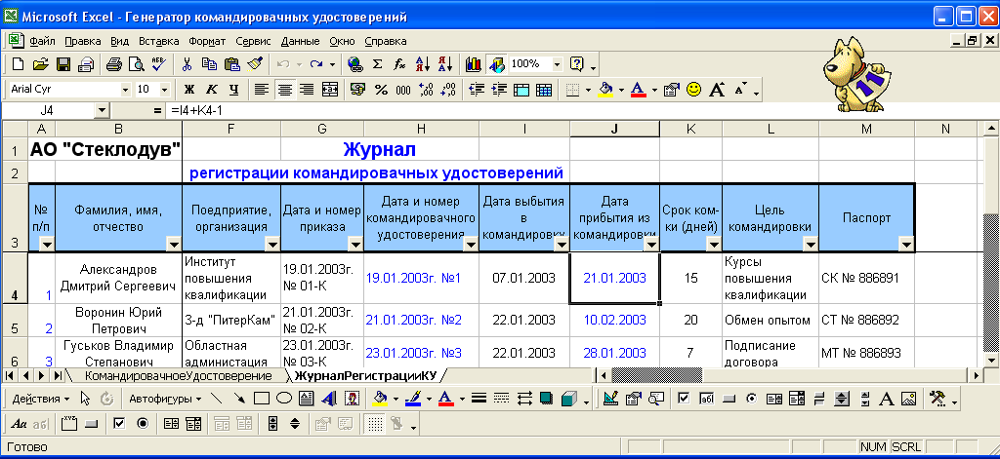 Microsoft Excel - Генератор командировачных удостоверений
Файл Правка Вид Вставка Формат Сервис Данные Окно Справка
100%
Arial Cyr 10 Ж К Ч % 000
J4 = =I4+K4-1
A B F G H I J K L M N
1 АО "Стеклодув" Журнал
2 регистрации командировачных удостоверений
3 № п/п Фамилия, имя, отчество Поедприятие, организация Дата и номер приказа Дата и номер командировачного удостоверения Дата выбытия в командировку Дата прибытия из командировки Срок ком-ки (дней) Цель командировки Паспорт
4 1 Александров Дмитрий Сергеевич Институт повышения квалификации 19.01.2003г. № 01-К 19.01.2003г. №1 07.01.2003 21.01.2003 15 Курсы повышения квалификации СК № 886891
5 2 Воронин Юрий Петрович З-д "ПитерКам" 21.01.2003г. № 02-К 21.01.2003г. №2 22.01.2003 10.02.2003 20 Обмен опытом СТ № 886892
6 3 Гуськов Владимир Степанович Областная администация 23.01.2003г. № 03-К 23.01.2003г. №3 22.01.2003 28.01.2003 7 Подписание договора МТ № 886893
КомандировачноеУдостоверение ЖурналРегистрацииКУ
Действия Автофигуры
Aa aб
Готово NUM SCRL